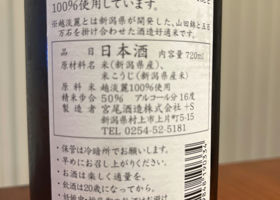 100%使用しています。
※越淡麗とは新潟県が開発した、山田錦と五百
万石を掛け合わせた酒造好適米です。
品目 日本酒 内容量 720ml
原材料名 米(新潟県産)、
米こうじ(新潟県産米)
原料米 越淡麗100%使用
精米歩合 50% アルコール分 16度
製造者 宮尾酒造株式会社+S
新潟県村上市上片町5-15
TEL 0254-52-5181
・保管は冷暗所でお願いします。
・早めにお召し上がりください。
・お酒は楽しく適量を。
・飲酒は20歳になってから。